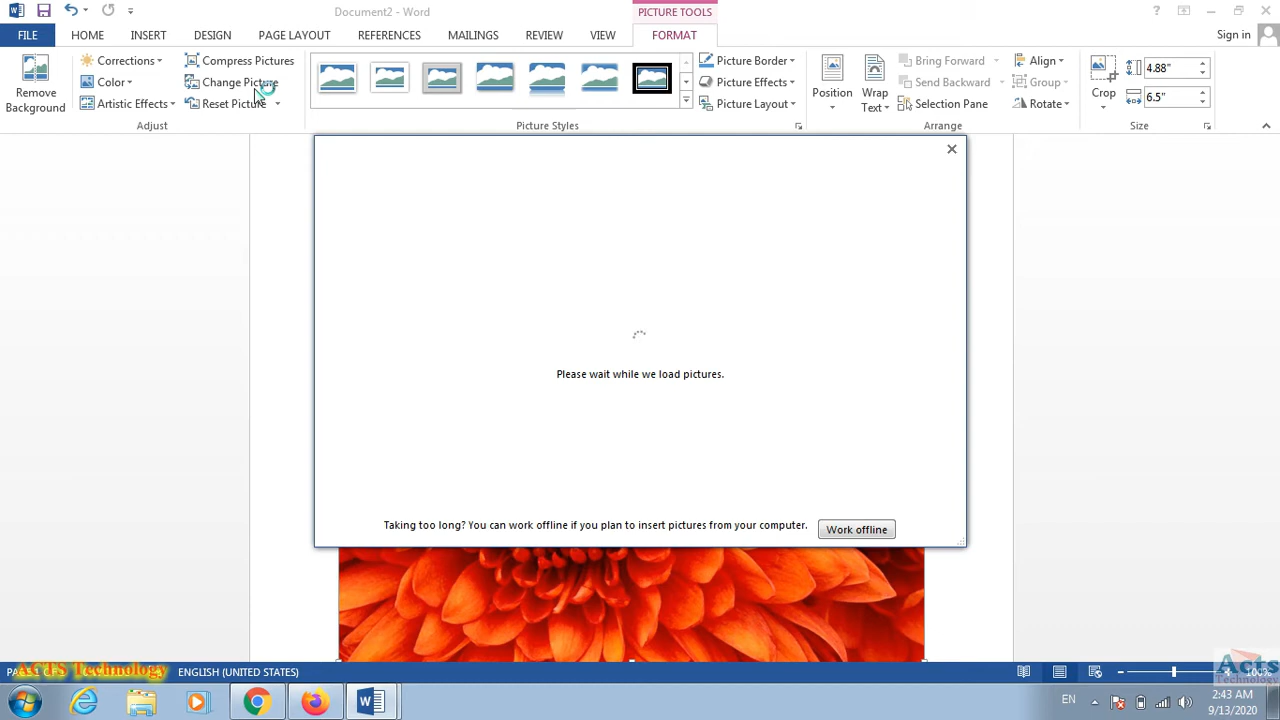 Document2 - Word
PICTURE TOOLS
?
FILE
HOME
INSERT
DESIGN
PAGE LAYOUT
REFERENCES
MAILINGS
REVIEW
VIEW
FORMAT
Sign in
Remove Background
Corrections
Color
Artistic Effects
Compress Pictures
Change Picture
Reset Picture
Adjust
Picture Border
Picture Effects
Picture Layout
Picture Styles
Position
Wrap Text
Bring Forward
Send Backward
Selection Pane
Align
Group
Rotate
Arrange
Crop
4.88"
6.5"
Size
Please wait while we load pictures.
Taking too long? You can work offline if you plan to insert pictures from your computer.
Work offline
ACTS Technology
ENGLISH (UNITED STATES)
100%
Acts
Technology
EN
2:43 AM
9/13/2020